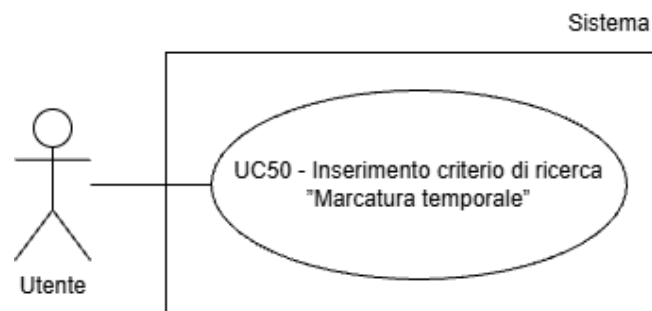 Sistema
UC50 - Inserimento criterio di ricerca
”Marcatura temporale”
Utente